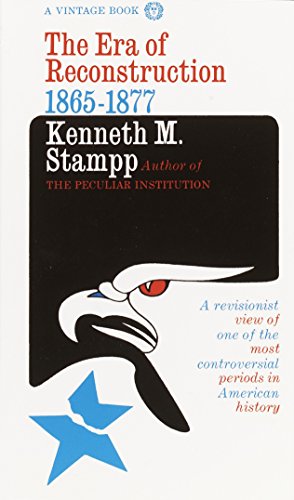 A VINTAGE BOOK
The Era of
Reconstruction
1865-1877
Kenneth M.
Stampp Author of
THE PECULIAR INSTITUTION
A revisionist
view of
one of the
most
controversial
periods in
American
history